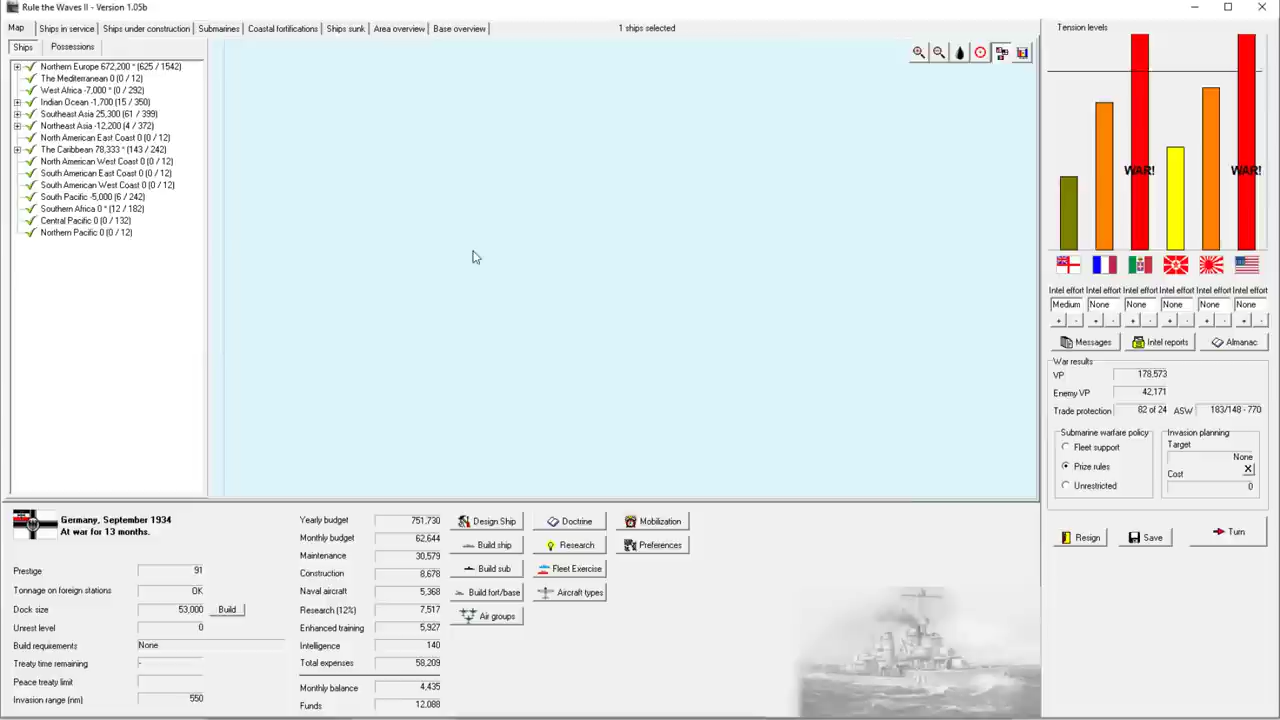 Rule the Waves II - Version 1.05b
Map Ships in service Ships under construction Submarines Coastal fortifications Ships sunk Area overview Base overview 1 ships selected
Ships Possessions
Northern Europe 672,200 * (625 / 1542)
The Mediterranean 0 (0 / 12)
West Africa -7,000 * (0 / 292)
Indian Ocean -1,700 (15 / 350)
Southeast Asia 25,300 (61 / 399)
Northeast Asia -12,200 (4 / 372)
North American East Coast 0 (0 / 12)
The Caribbean 78,333 * (143 / 242)
North American West Coast 0 (0 / 12)
South American East Coast 0 (0 / 12)
South American West Coast 0 (0 / 12)
South Pacific -5,000 (6 / 242)
Southern Africa 0 * (12 / 182)
Central Pacific 0 (0 / 132)
Northern Pacific 0 (0 / 12)
Tension levels
WAR! WAR!
Intel effort Intel effort Intel effort Intel effort Intel effort Intel effort
Medium None None None None None
+ - + - + - + - + - + -
Messages Intel reports Almanac
War results
VP 178,573
Enemy VP 42,171
Trade protection 82 of 24 ASW 183/148 - 770
Submarine warfare policy
Fleet support
Prize rules
Unrestricted
Invasion planning
Target
None
Cost X
0
Resign Save Turn
Germany, September 1934
At war for 13 months.
Prestige 91
Tonnage on foreign stations OK
Dock size 53,000 Build
Unrest level 0
Build requirements None
Treaty time remaining -
Peace treaty limit
Invasion range (nm) 550
Yearly budget 751,730
Monthly budget 62,644
Maintenance 30,579
Construction 8,678
Naval aircraft 5,368
Research (12%) 7,517
Enhanced training 5,927
Intelligence 140
Total expenses 58,209
Monthly balance 4,435
Funds 12,088
Design Ship Doctrine Mobilization
Build ship Research Preferences
Build sub Fleet Exercise
Build fort/base Aircraft types
Air groups